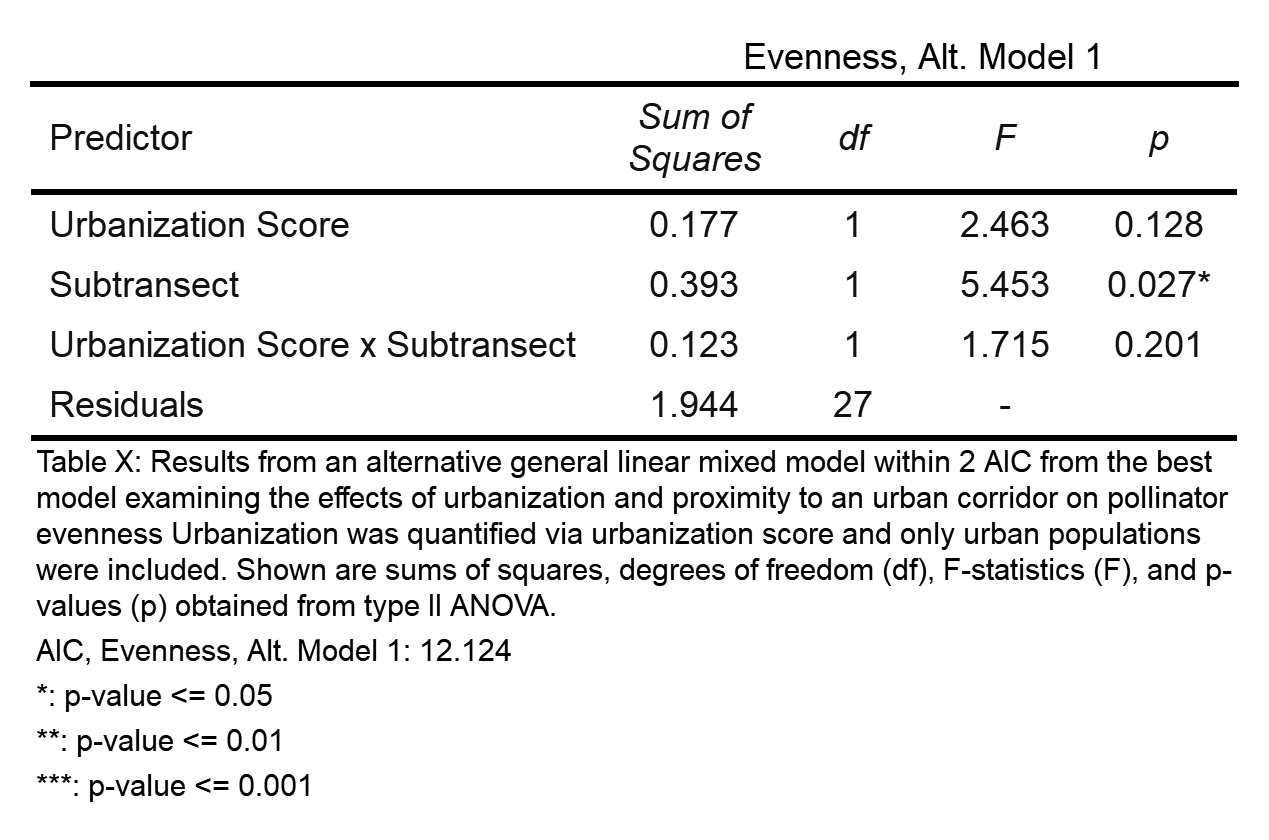 Evenness, Alt. Model 1
Predictor Sum of Squares df F p
Urbanization Score 0.177 1 2.463 0.128
Subtransect 0.393 1 5.453 0.027*
Urbanization Score x Subtransect 0.123 1 1.715 0.201
Residuals 1.944 27 -
Table X: Results from an alternative general linear mixed model within 2 AIC from the best
model examining the effects of urbanization and proximity to an urban corridor on pollinator
evenness Urbanization was quantified via urbanization score and only urban populations
were included. Shown are sums of squares, degrees of freedom (df), F-statistics (F), and p-
values (p) obtained from type II ANOVA.
AIC, Evenness, Alt. Model 1: 12.124
*: p-value <= 0.05
**: p-value <= 0.01
***: p-value <= 0.001